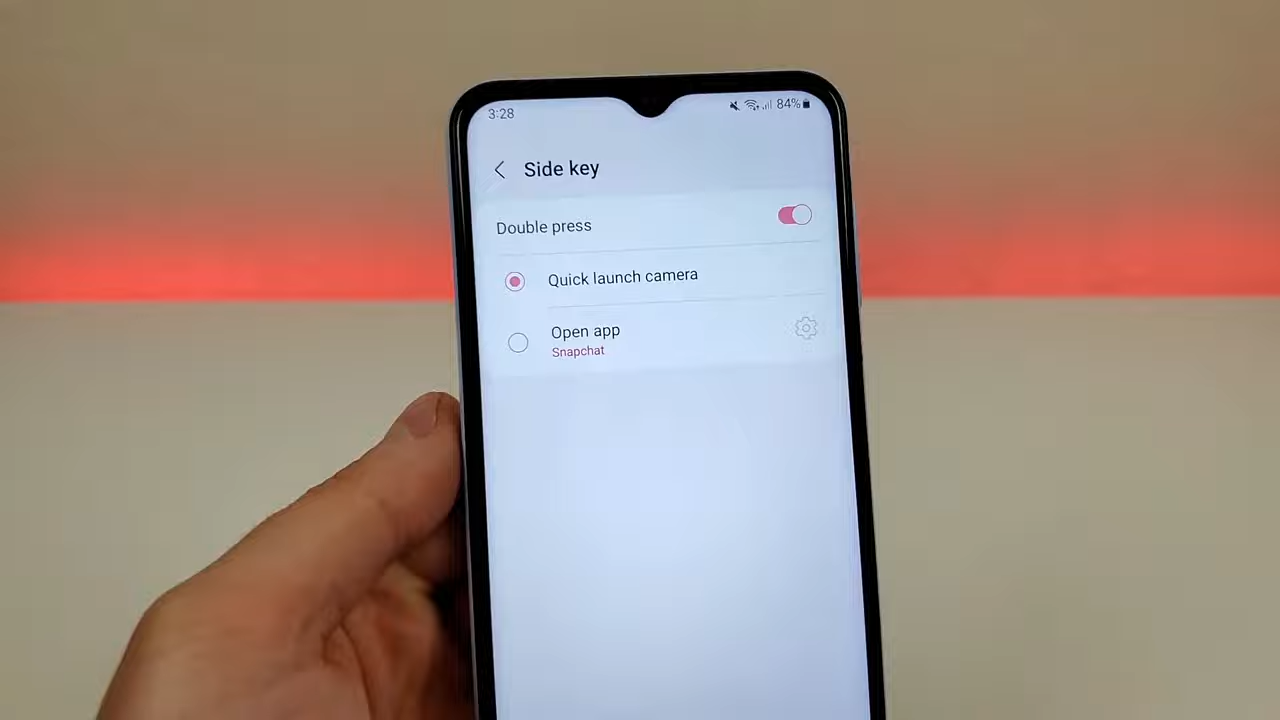 3:28 84%
Side key
Double press
Quick launch camera
Open app
Snapchat